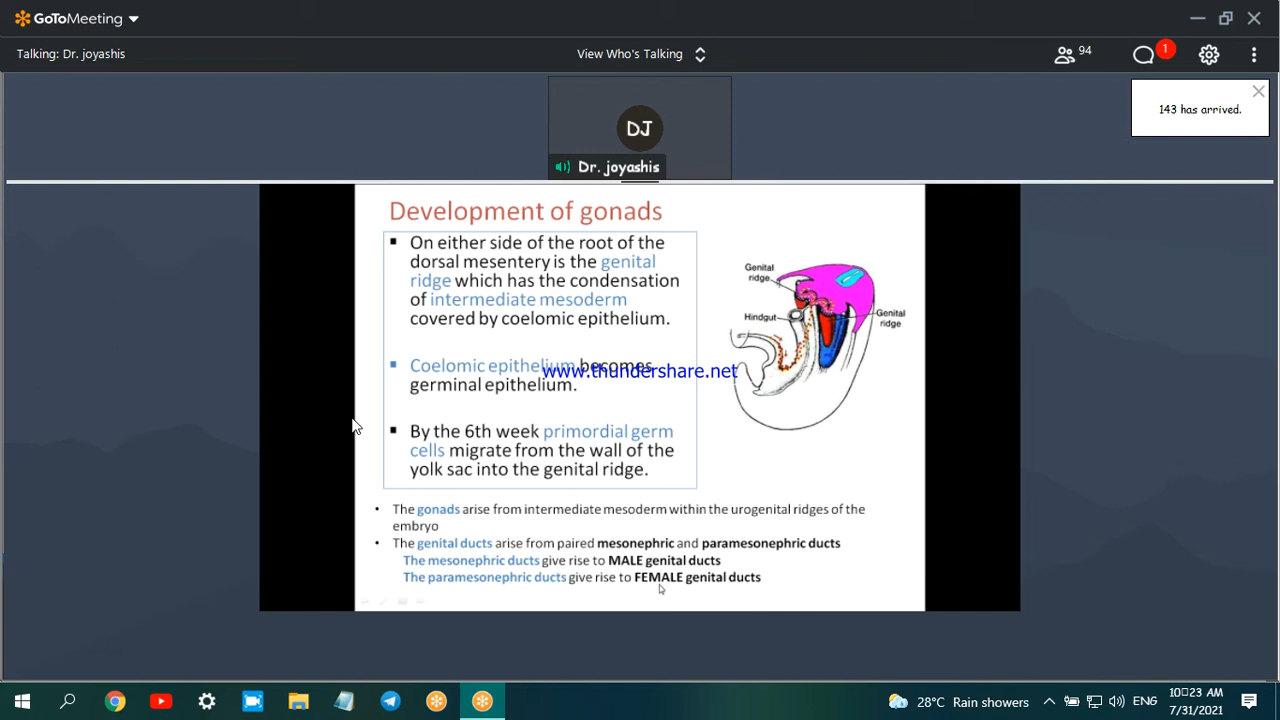 GoToMeeting
Talking: Dr. joyashis
View Who's Talking
94
1
143 has arrived.
DJ
Dr. joyashis
Development of gonads
On either side of the root of the
dorsal mesentery is the genital
ridge which has the condensation
of intermediate mesoderm
covered by coelomic epithelium.
Coelomic epithelium becomes
germinal epithelium.
www.thundershare.net
By the 6th week primordial germ
cells migrate from the wall of the
yolk sac into the genital ridge.
Genital
ridge
Hindgut
Genital
ridge
• The gonads arise from intermediate mesoderm within the urogenital ridges of the
embryo
• The genital ducts arise from paired mesonephric and paramesonephric ducts
The mesonephric ducts give rise to MALE genital ducts
The paramesonephric ducts give rise to FEMALE genital ducts
28°C Rain showers
ENG
10:23 AM
7/31/2021